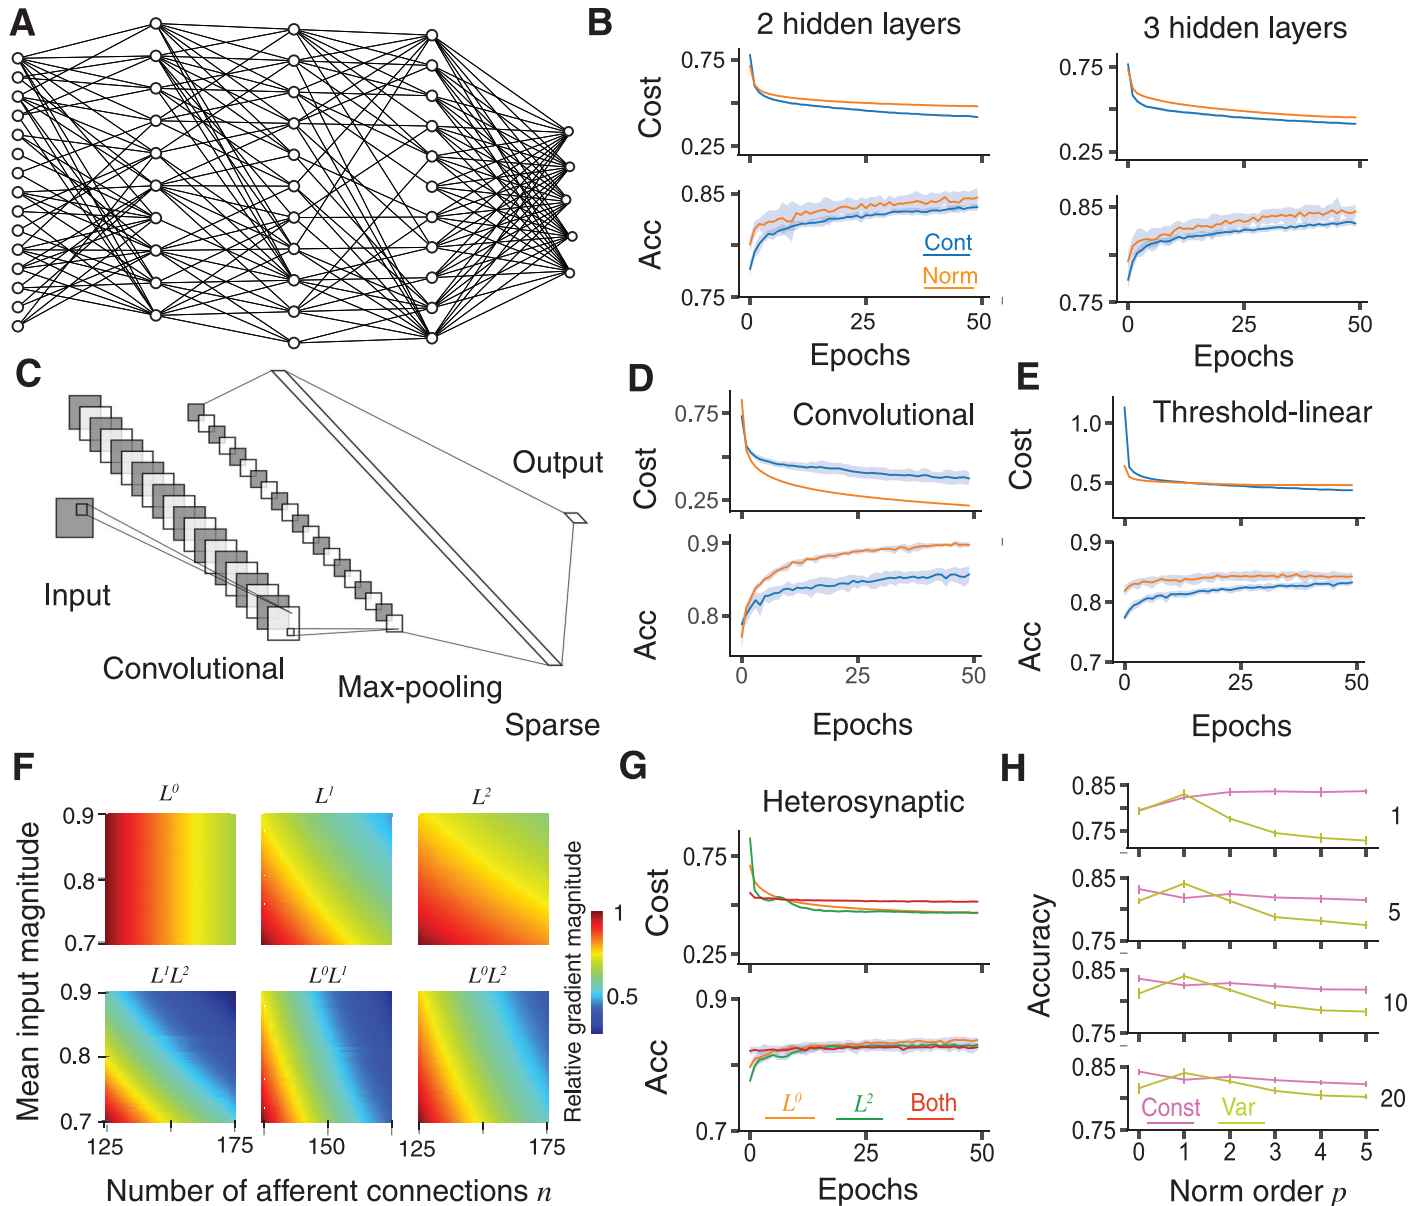 A
B
2 hidden layers
3 hidden layers
Cost
0.75
0.25
0.75
0.25
Acc
0.85
0.75
Cont
Norm
0.85
0.75
0
25
50
0
25
50
Epochs
Epochs
C
Input
Convolutional
Max-pooling
Sparse
Output
D
Convolutional
Cost
0.75
0.25
Acc
0.9
0.8
0
25
50
Epochs
E
Threshold-linear
Cost
1.0
0.5
Acc
0.9
0.8
0.7
0
25
50
Epochs
F
L⁰
L¹
L²
Mean input magnitude
0.9
0.8
0.7
L¹L²
L⁰L¹
L⁰L²
0.9
0.8
0.7
125
175
150
125
175
Number of afferent connections n
Relative gradient magnitude
1
0.5
G
Heterosynaptic
Cost
0.75
0.25
Acc
0.9
0.7
L⁰
L²
Both
0
25
50
Epochs
H
Accuracy
0.85
0.75
1
0.85
0.75
5
0.85
0.75
10
0.85
0.75
20
Const
Var
0
1
2
3
4
5
Norm order p